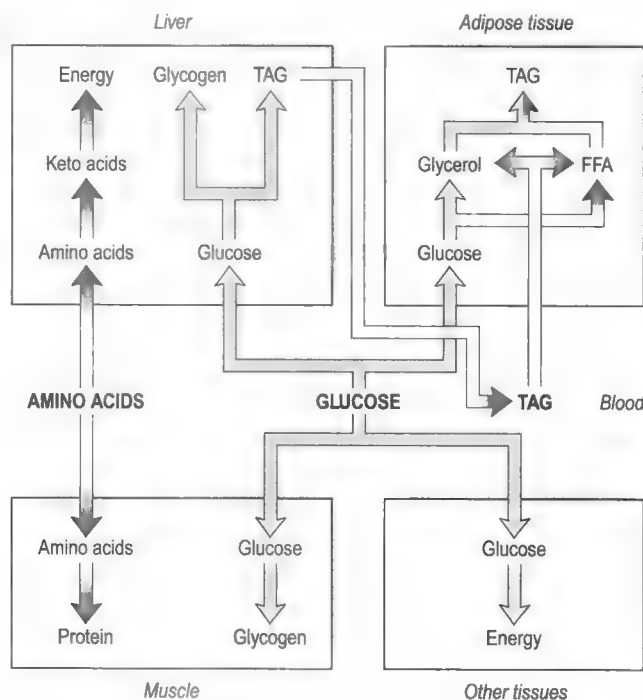 Liver
Adipose tissue
Energy Glycogen TAG
TAG
Keto acids
Glycerol FFA
Amino acids Glucose
Glucose
AMINO ACIDS GLUCOSE TAG Blood
Amino acids Glucose
Glucose
Protein Glycogen
Energy
Muscle
Other tissues